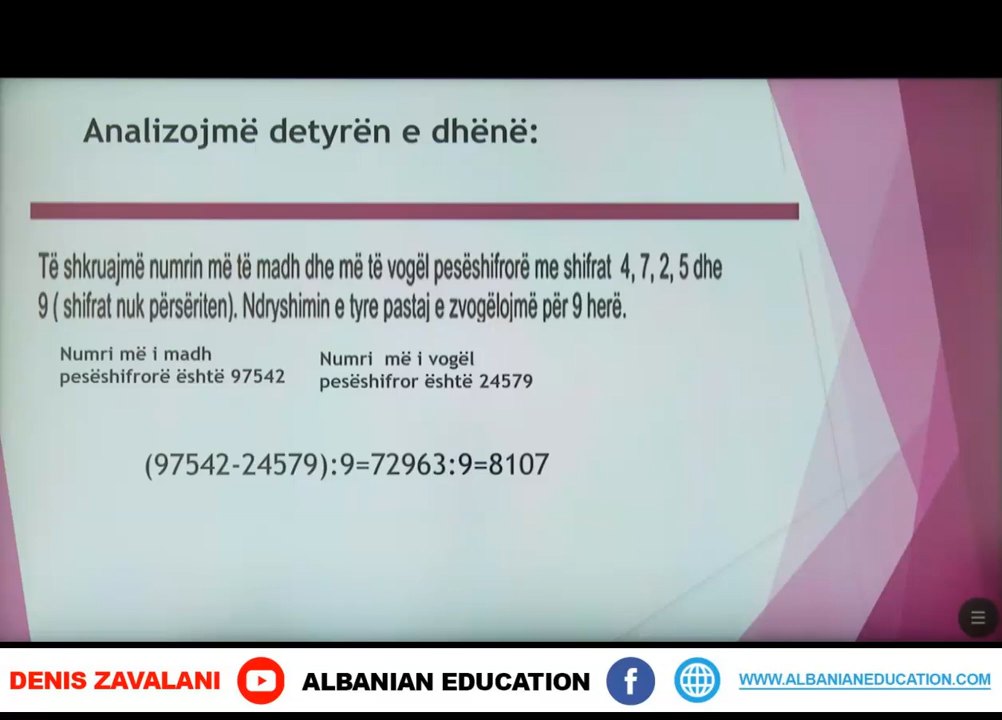 Analizojmë detyrën e dhënë:
Të shkruajmë numrin më të madh dhe më të vogël pesëshifrorë me shifrat 4, 7, 2, 5 dhe
9 ( shifrat nuk përsëriten). Ndryshimin e tyre pastaj e zvogëlojmë për 9 herë.
Numri më i madh
pesëshifrorë është 97542
Numri më i vogël
pesëshifror është 24579
(97542-24579):9=72963:9=8107
DENIS ZAVALANI ALBANIAN EDUCATION WWW.ALBANIANEDUCATION.COM